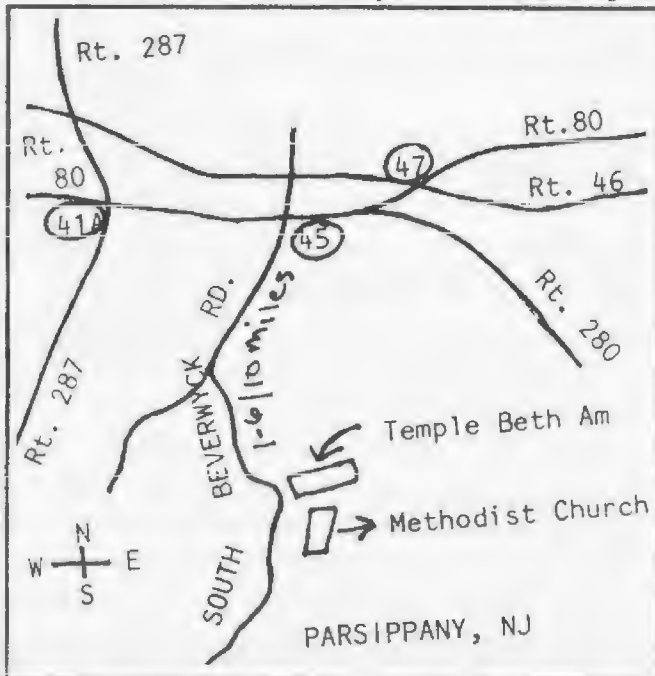 Rt. 287
Rt.80
Rt.
80
47
Rt. 46
41A
45
RD.
1-6/10 miles
Rt. 280
Rt. 287
BEVERWYCK
Temple Beth Am
Methodist Church
N
W E
S
SOUTH
PARSIPPANY, NJ